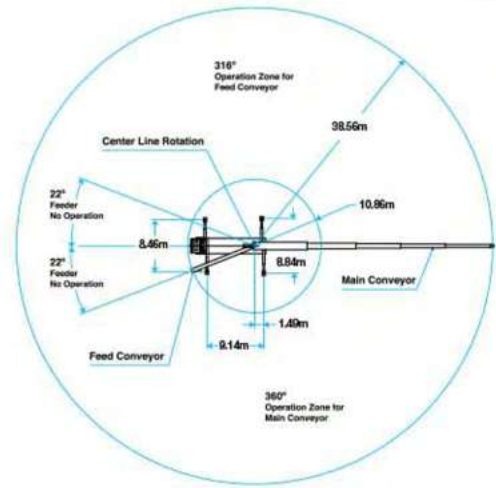 316°
Operation Zone for
Feed Conveyor
38.56m
Center Line Rotation
22°
Feeder
No Operation
10.86m
8.46m
22°
Feeder
No Operation
8.84m
Main Conveyor
1.49m
9.14m
Feed Conveyor
360°
Operation Zone for
Main Conveyor